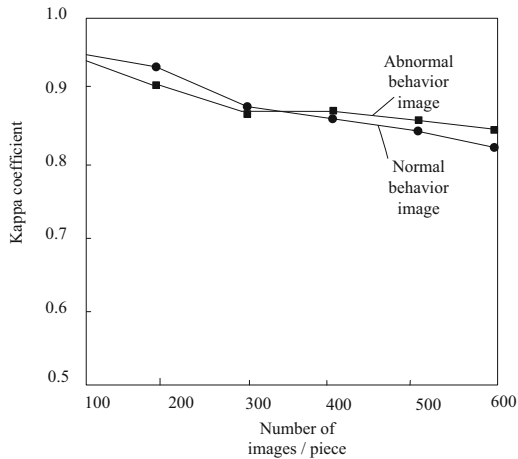 1.0
0.9
0.8
0.7
0.6
0.5
Kappa coefficient
Abnormal
behavior
image
Normal
behavior
image
100 200 300 400 500 600
Number of
images / piece